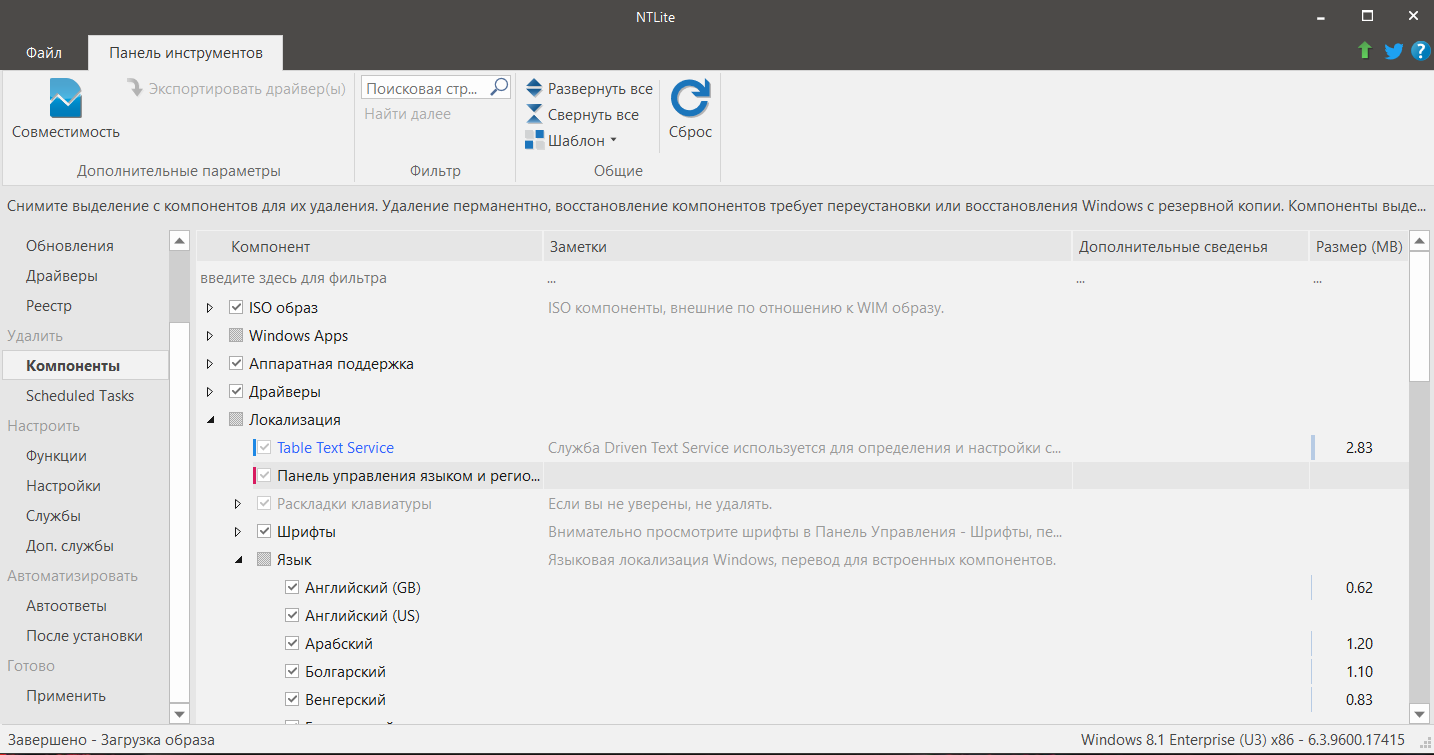 NTLite
Файл
Панель инструментов
Совместимость
Экспортировать драйвер(ы)
Дополнительные параметры
Поисковая стр...
Найти далее
Фильтр
Развернуть все
Свернуть все
Шаблон
Общие
Сброс
Снимите выделение с компонентов для их удаления. Удаление перманентно, восстановление компонентов требует переустановки или восстановления Windows с резервной копии. Компоненты выде...
Обновления
Драйверы
Реестр
Удалить
Компоненты
Scheduled Tasks
Настроить
Функции
Настройки
Службы
Доп. службы
Автоматизировать
Автоответы
После установки
Готово
Применить
Компонент Заметки Дополнительные сведенья Размер (MB)
введите здесь для фильтра ... ... ...
ISO образ ISO компоненты, внешние по отношению к WIM образу.
Windows Apps
Аппаратная поддержка
Драйверы
Локализация
Table Text Service Служба Driven Text Service используется для определения и настройки с... 2.83
Панель управления языком и регио...
Раскладки клавиатуры Если вы не уверены, не удалять.
Шрифты Внимательно просмотрите шрифты в Панель Управления - Шрифты, пе...
Язык Языковая локализация Windows, перевод для встроенных компонентов.
Английский (GB) 0.62
Английский (US)
Арабский 1.20
Болгарский 1.10
Венгерский 0.83
Завершено - Загрузка образа
Windows 8.1 Enterprise (U3) x86 - 6.3.9600.17415